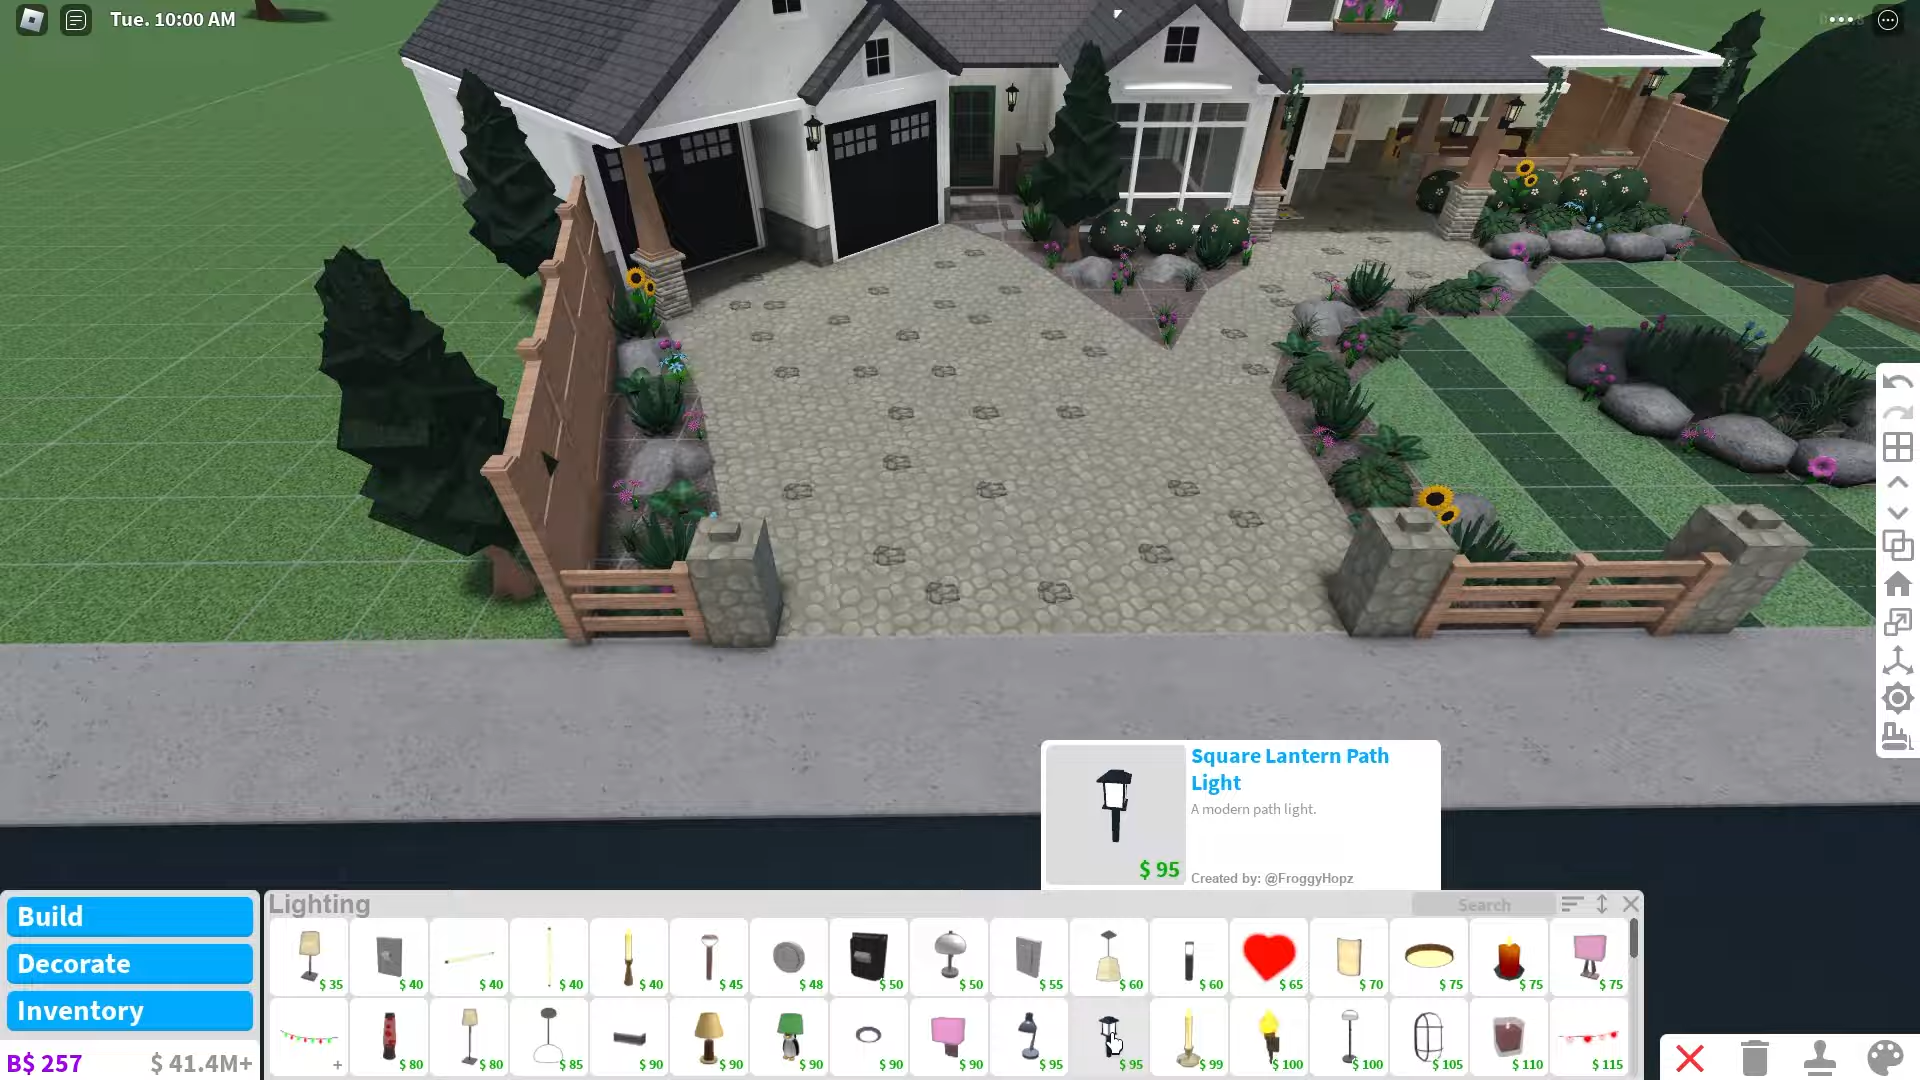 Tue. 10:00 AM
Square Lantern Path
Light
A modern path light.
$ 95
Created by: @FroggyHopz
Build
Decorate
Inventory
B$ 257
$ 41.4M+
Lighting
Search
$ 35
$ 40
$ 40
$ 40
$ 40
$ 45
$ 48
$ 50
$ 50
$ 55
$ 60
$ 60
$ 65
$ 70
$ 75
$ 75
$ 75
+
$ 80
$ 80
$ 85
$ 90
$ 90
$ 90
$ 90
$ 90
$ 95
$ 95
$ 99
$ 100
$ 100
$ 105
$ 110
$ 115